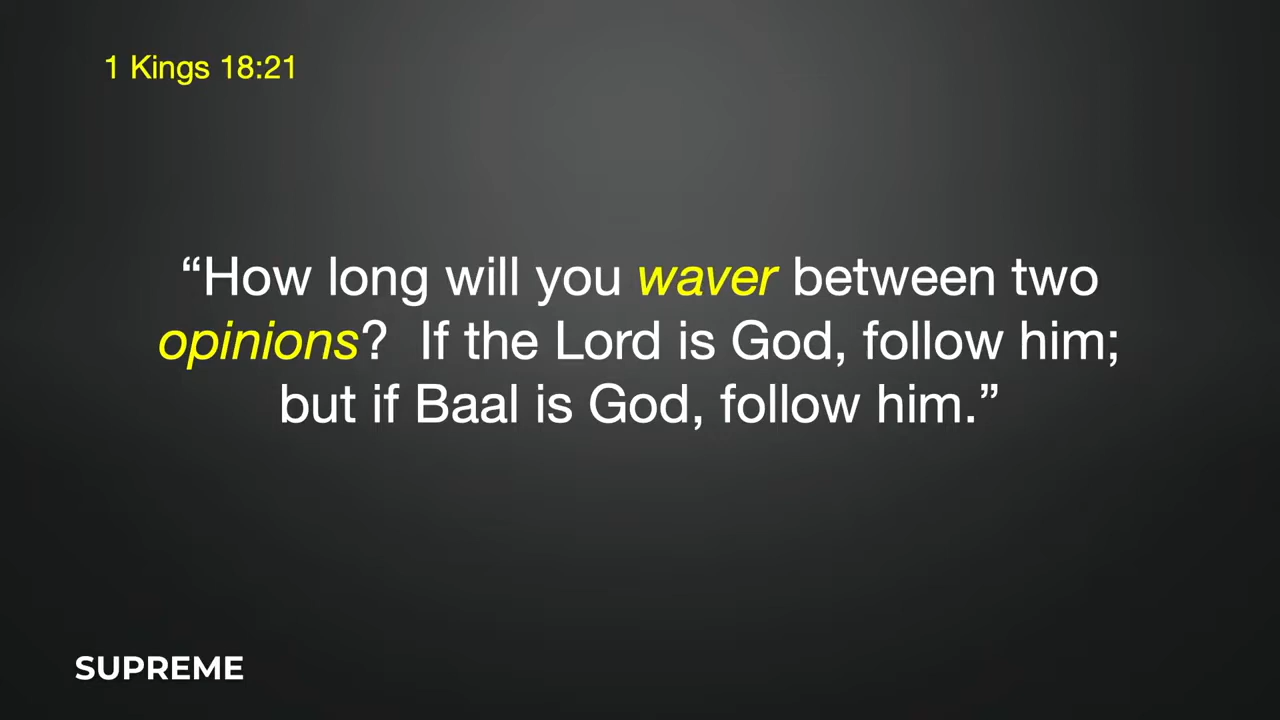 1 Kings 18:21
“How long will you waver between two
opinions?  If the Lord is God, follow him;
but if Baal is God, follow him.”
SUPREME